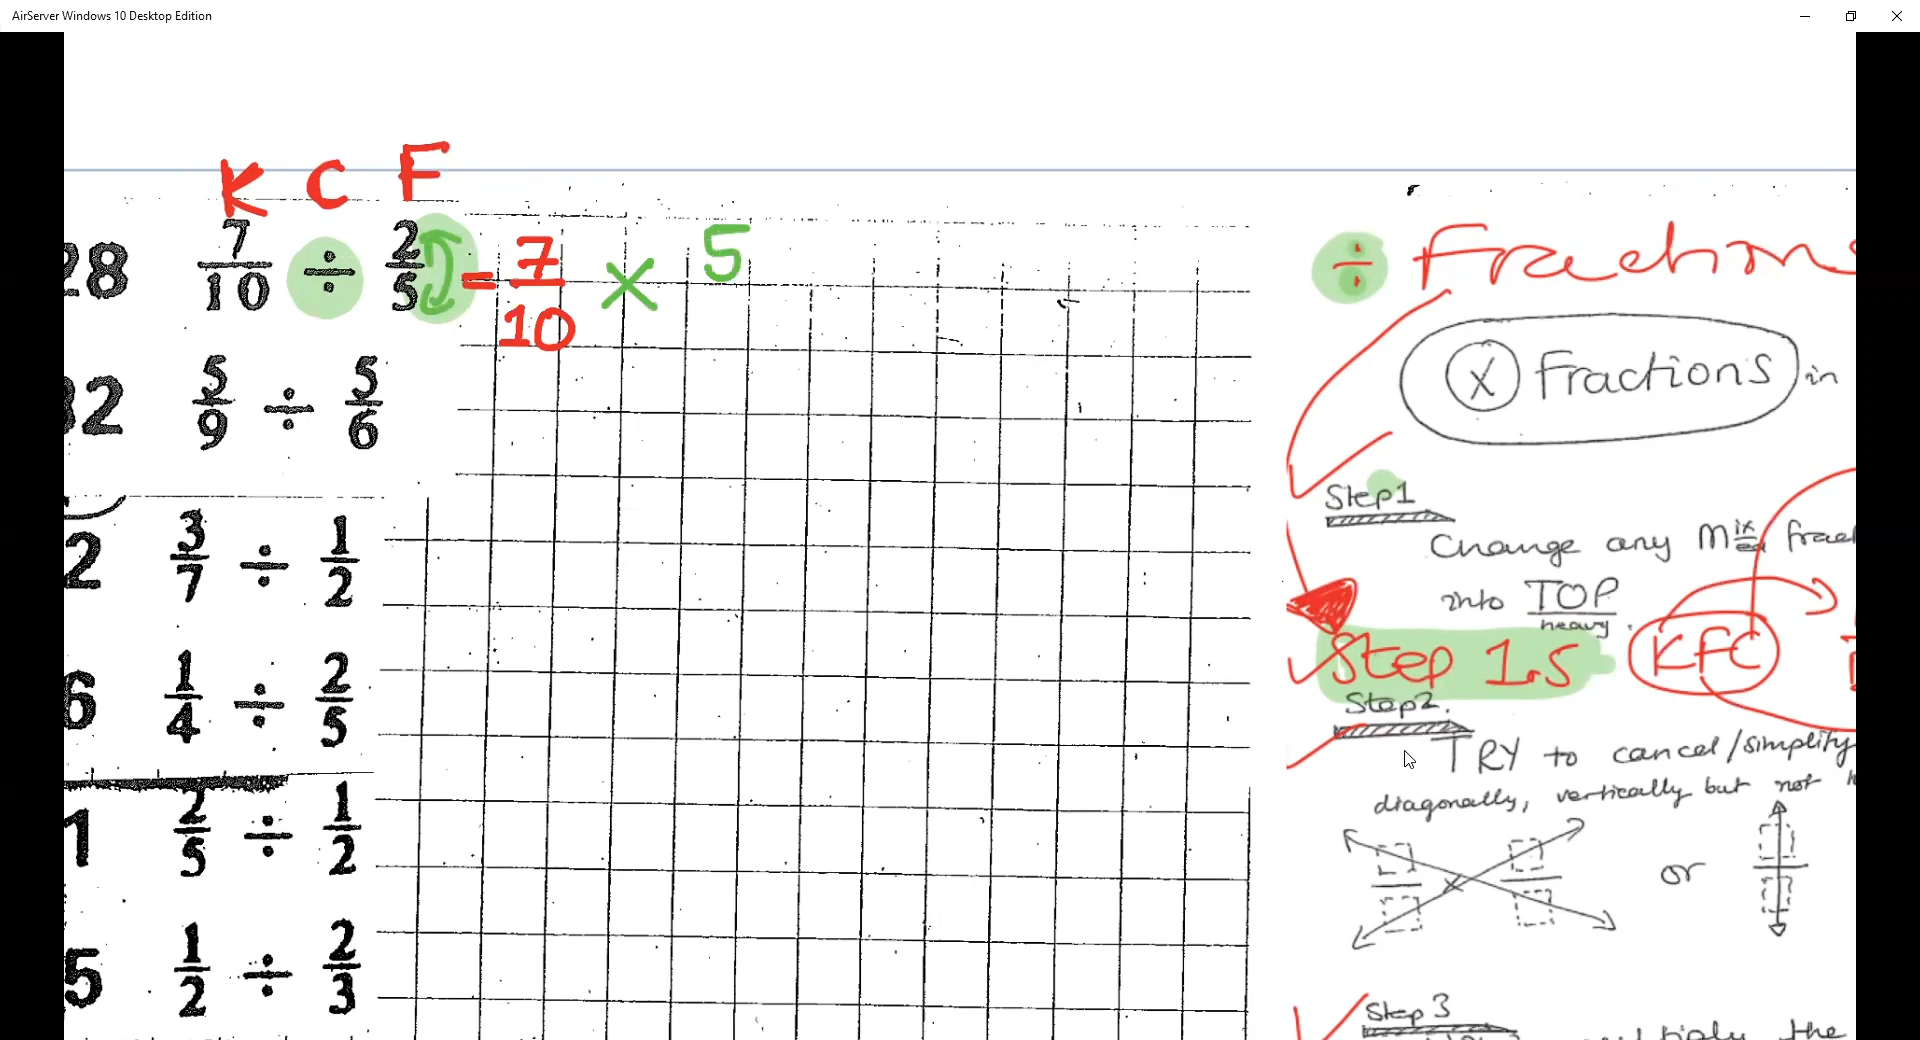 AirServer Windows 10 Desktop Edition
K C F
28 7/10 ÷ 2/5 = 7/10 × 5
32 5/9 ÷ 5/6
2 3/7 ÷ 1/2
6 1/4 ÷ 2/5
1 2/5 ÷ 1/2
5 1/2 ÷ 2/3
÷ Fractions
× Fractions in
Step 1
Change any Mixed
into TOP
heavy.
Step 1.5 KFC
Step 2.
TRY to cancel/simplify
diagonally, vertically but not
×
or
Step 3
the